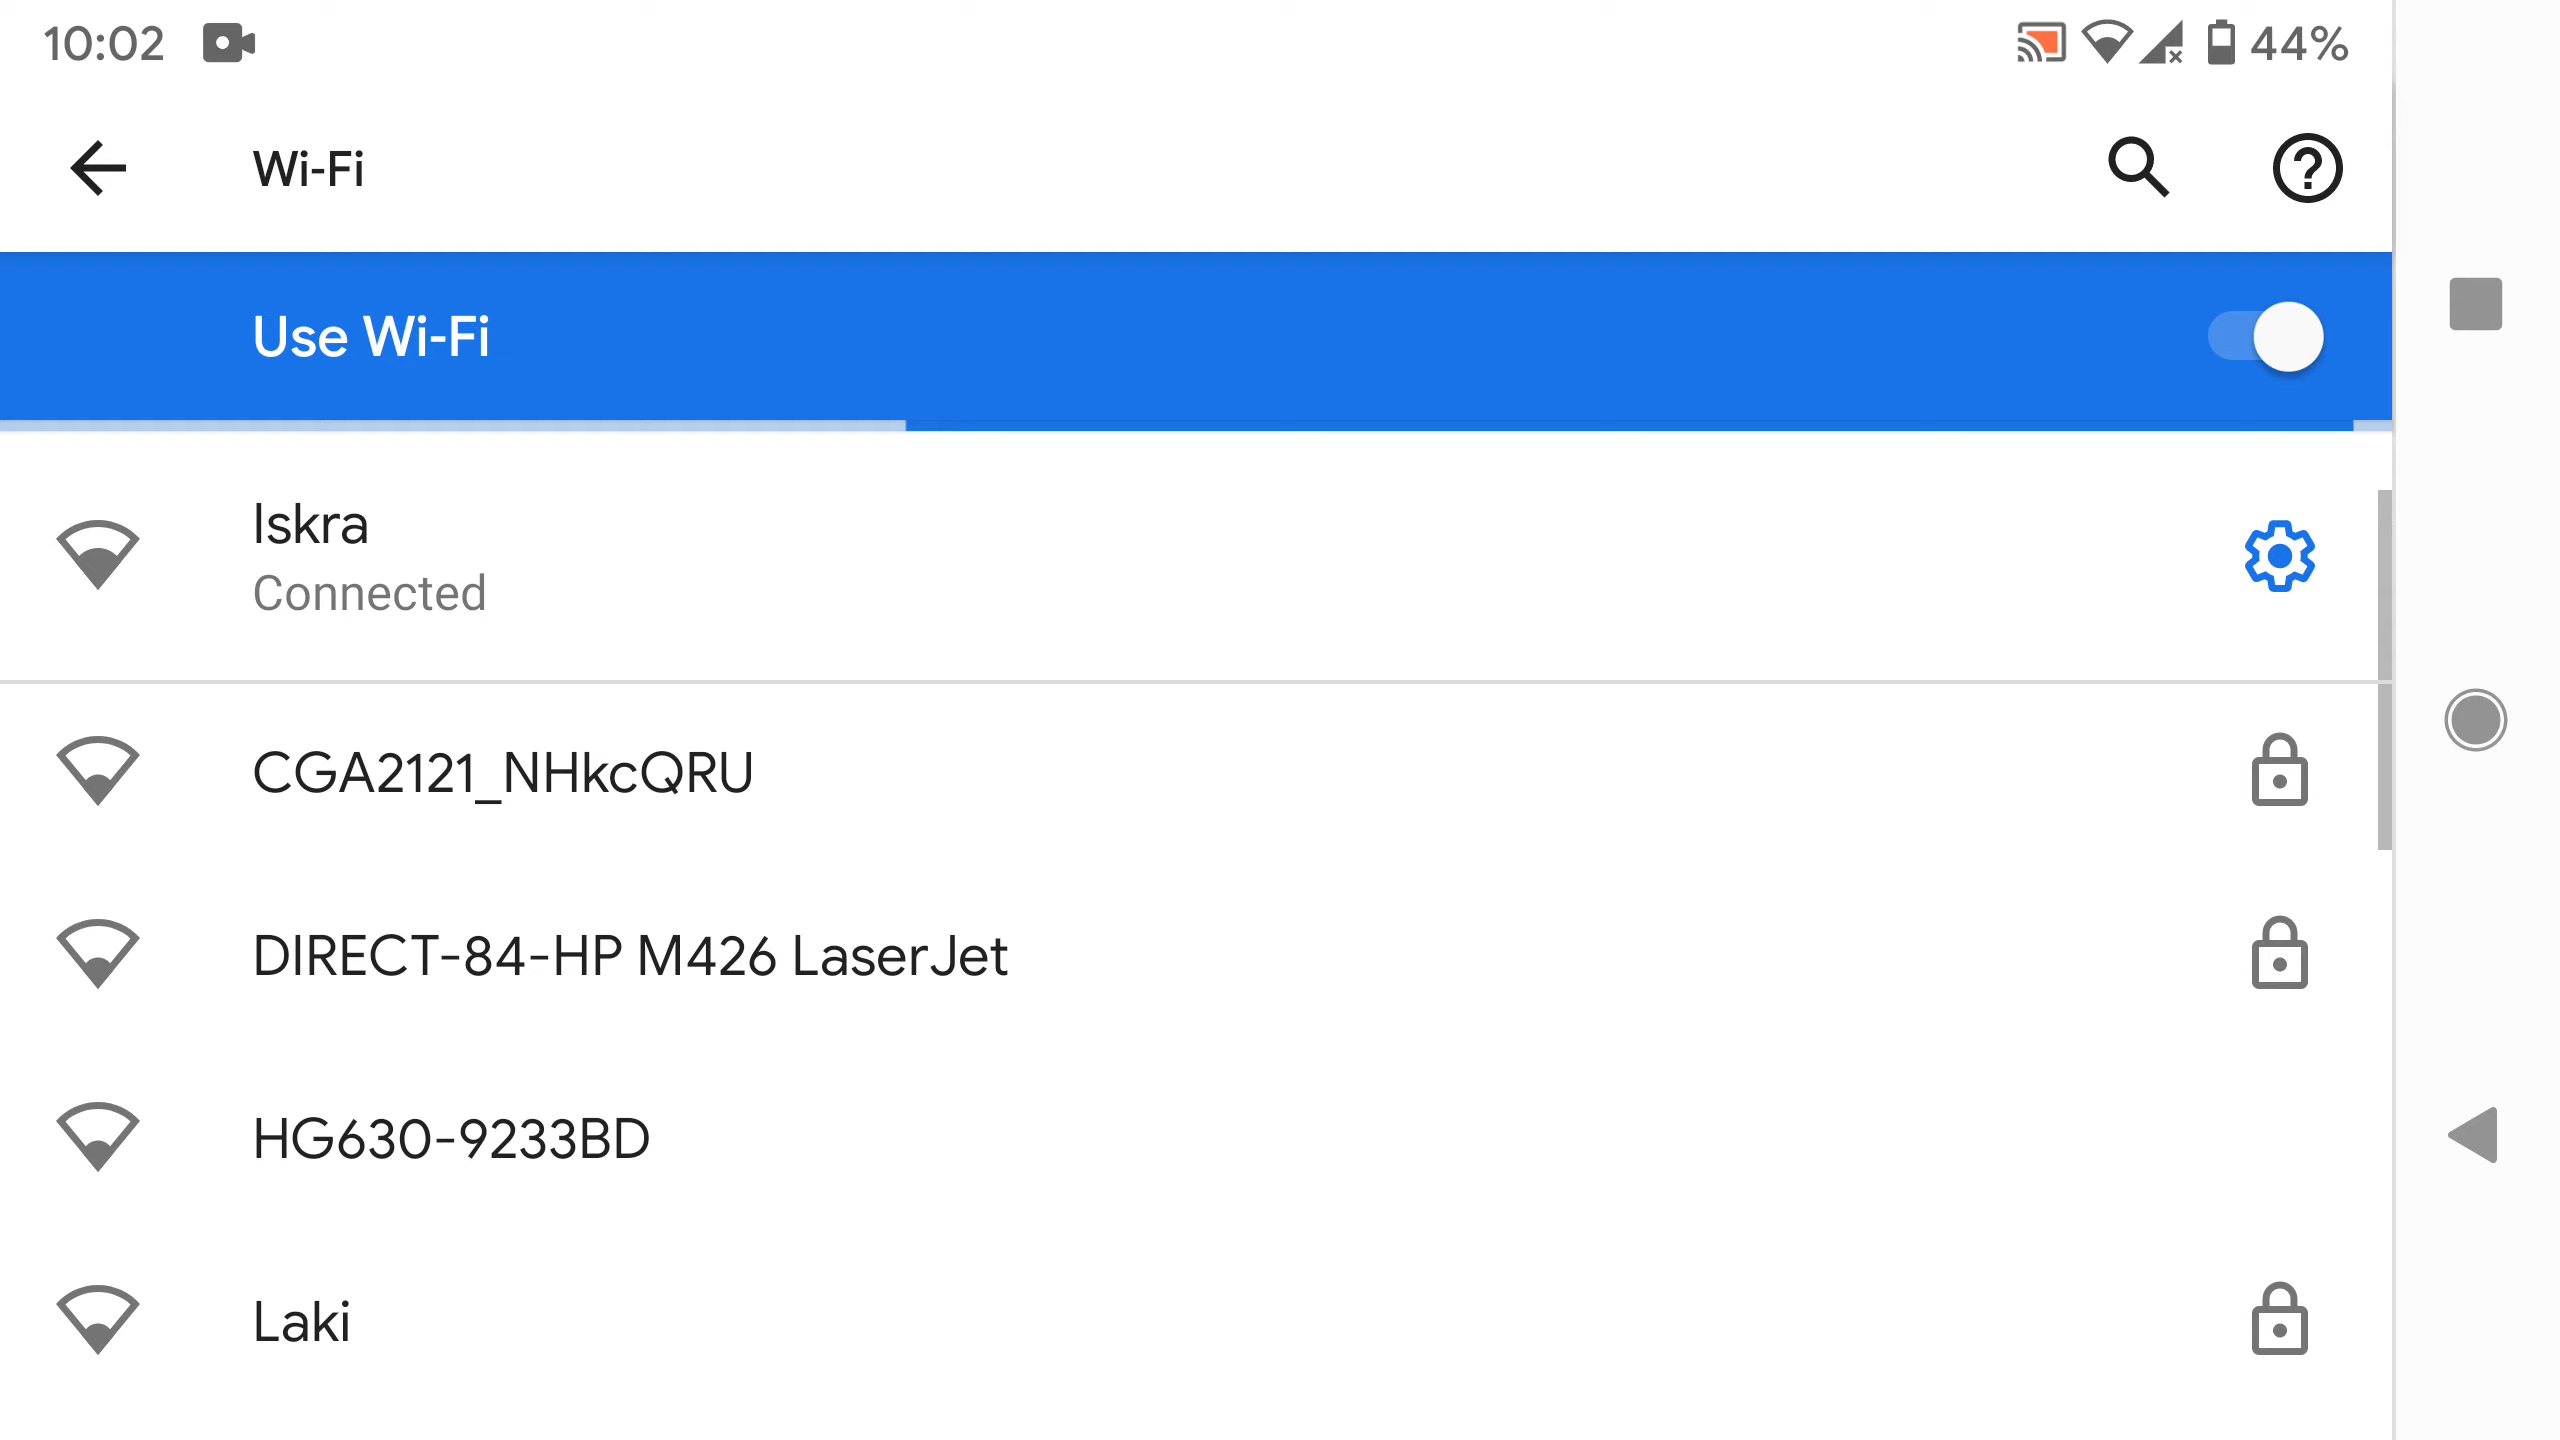 10:02
44%
Wi-Fi
Use Wi-Fi
Iskra
Connected
CGA2121_NHkcQRU
DIRECT-84-HP M426 LaserJet
HG630-9233BD
Laki